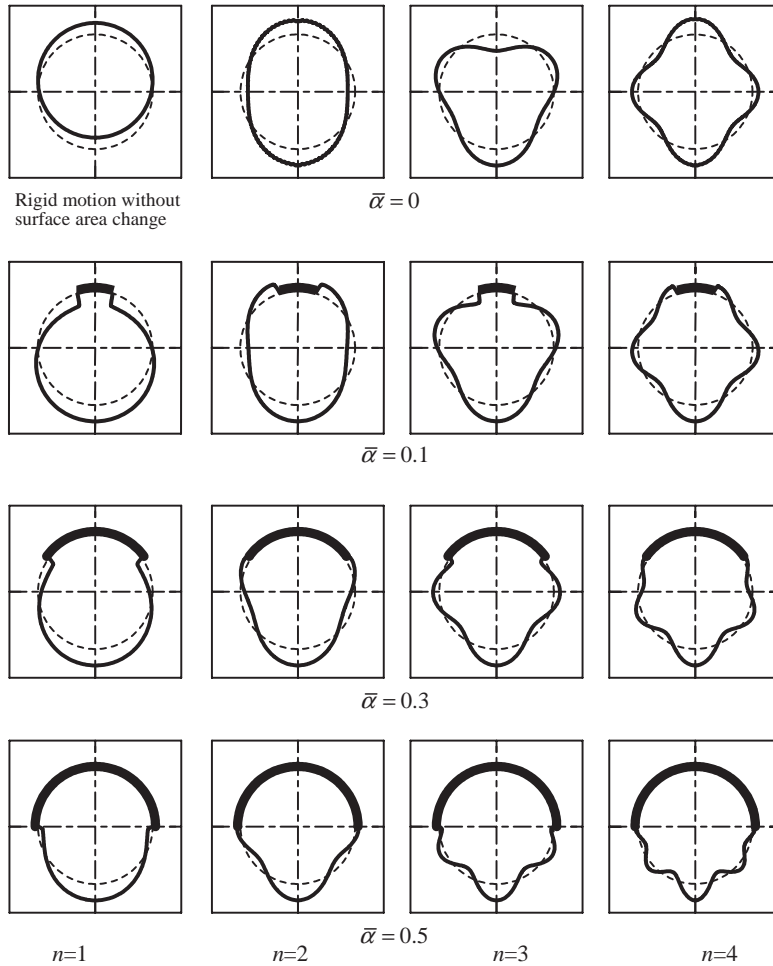 Rigid motion without
surface area change
ᾱ = 0
ᾱ = 0.1
ᾱ = 0.3
ᾱ = 0.5
n=1 n=2 n=3 n=4